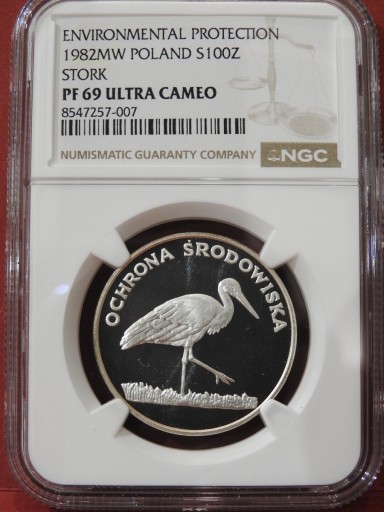 ENVIRONMENTAL PROTECTION
1982MW POLAND S100Z
STORK
PF 69 ULTRA CAMEO
8547257-007
NUMISMATIC GUARANTY COMPANY NGC
OCHRONA ŚRODOWISKA